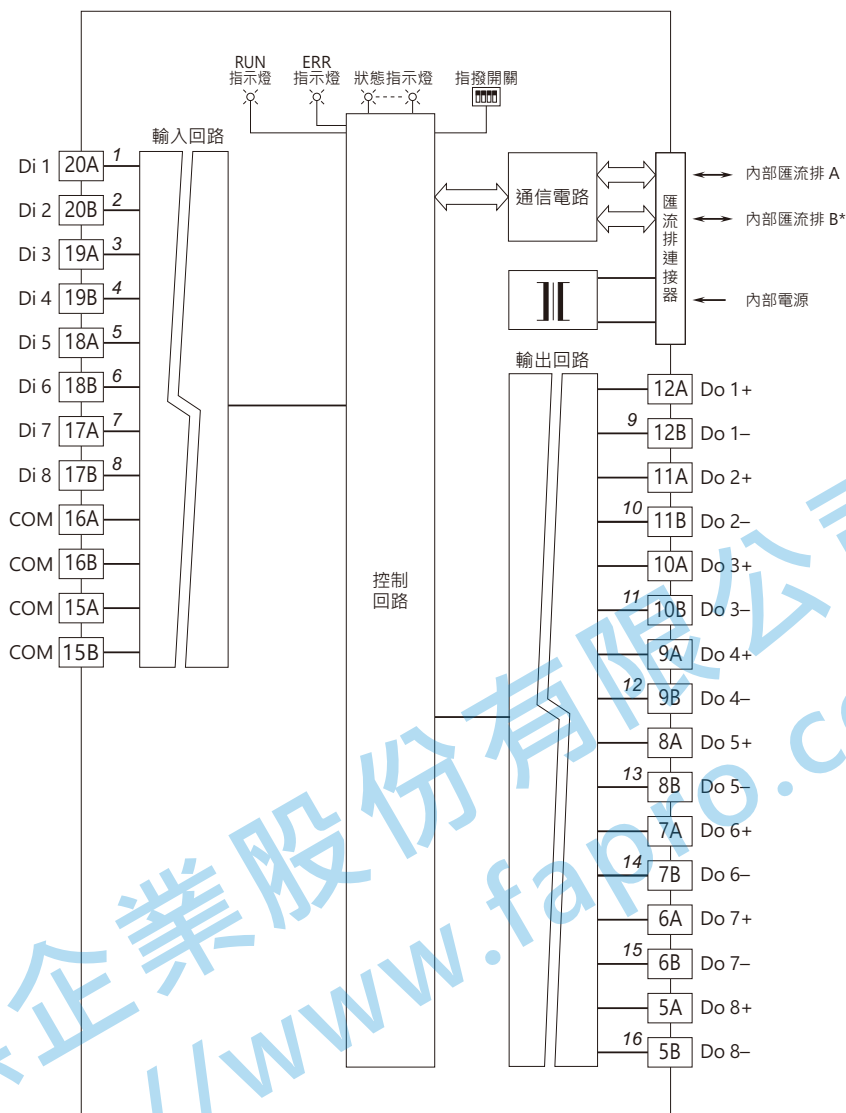 RUN
指示燈
ERR
指示燈
狀態指示燈
指撥開關
輸入回路
Di 1 20A 1
Di 2 20B 2
Di 3 19A 3
Di 4 19B 4
Di 5 18A 5
Di 6 18B 6
Di 7 17A 7
Di 8 17B 8
COM 16A
COM 16B
COM 15A
COM 15B
控制
回路
通信電路
匯流排連接器
內部匯流排 A
內部匯流排 B*
內部電源
輸出回路
12A Do 1+
9 12B Do 1–
11A Do 2+
10 11B Do 2–
10A Do 3+
11 10B Do 3–
9A Do 4+
12 9B Do 4–
8A Do 5+
13 8B Do 5–
7A Do 6+
14 7B Do 6–
6A Do 7+
15 6B Do 7–
5A Do 8+
16 5B Do 8–
企業股份有限公司
//www.fapro.co